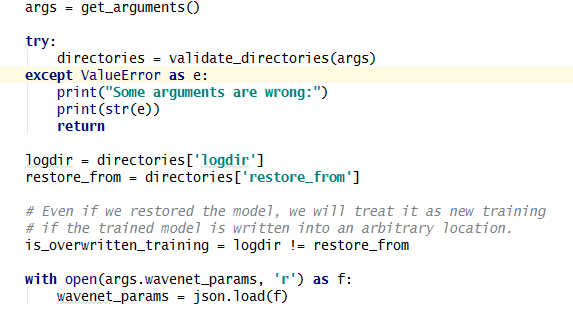 args = get_arguments()
try:
directories = validate_directories(args)
except ValueError as e:
print("Some arguments are wrong:")
print(str(e))
return
logdir = directories['logdir']
restore_from = directories['restore_from']
# Even if we restored the model, we will treat it as new training
# if the trained model is written into an arbitrary location.
is_overwritten_training = logdir != restore_from
with open(args.wavenet_params, 'r') as f:
wavenet_params = json.load(f)